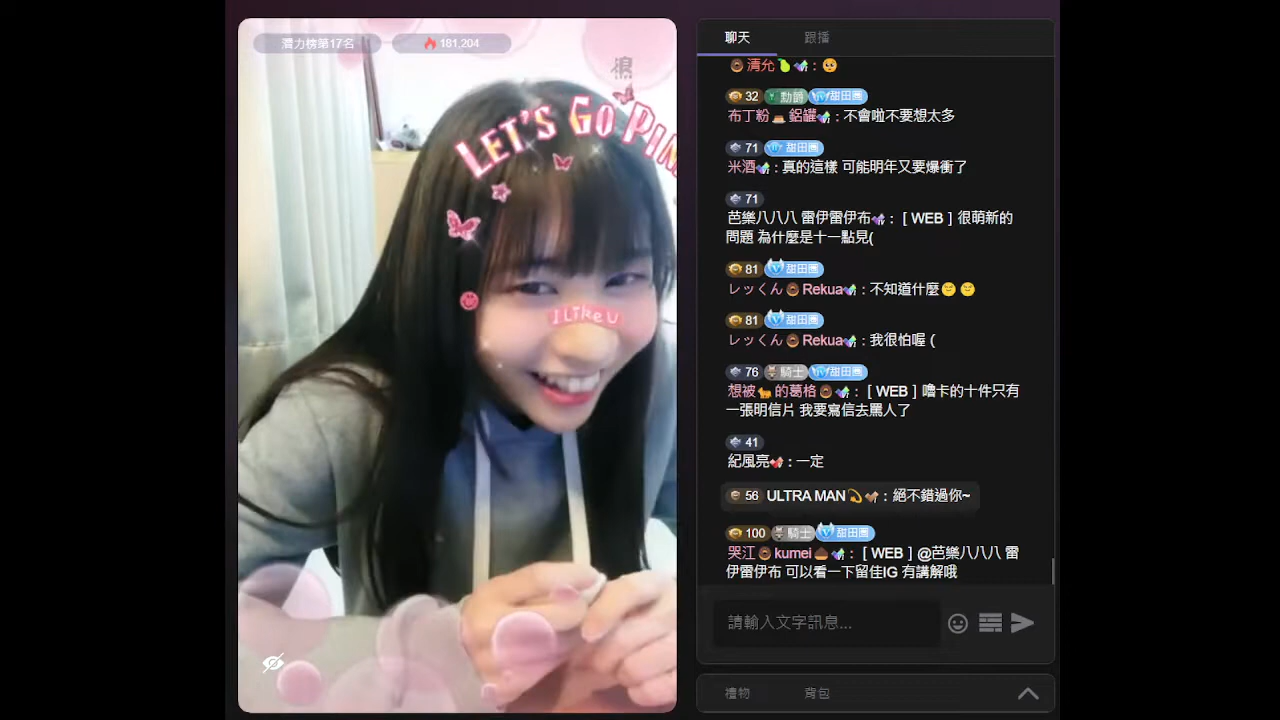 潛力榜第17名
181,204
浪
LET'S GO PIN
I Like U
聊天
跟播
清允:
32 勳爵 甜田團
布丁粉 鋁罐:不會啦不要想太多
71 甜田團
米酒:真的這樣 可能明年又要爆衝了
71
芭樂八八八 雷伊雷伊布: [ WEB ] 很萌新的
問題 為什麼是十一點見(
81 甜田團
レッくん Rekua:不知道什麼
81 甜田團
レッくん Rekua:我很怕喔 (
76 騎士 甜田團
想被 的葛格: [ WEB ] 嚕卡的十件只有
一張明信片 我要寫信去罵人了
41
紀風亮:一定
56 ULTRA MAN:絕不錯過你~
100 騎士 甜田團
哭江 kumei: [ WEB ] @芭樂八八八 雷
伊雷伊布 可以看一下留佳IG 有講解哦
請輸入文字訊息...
禮物
背包